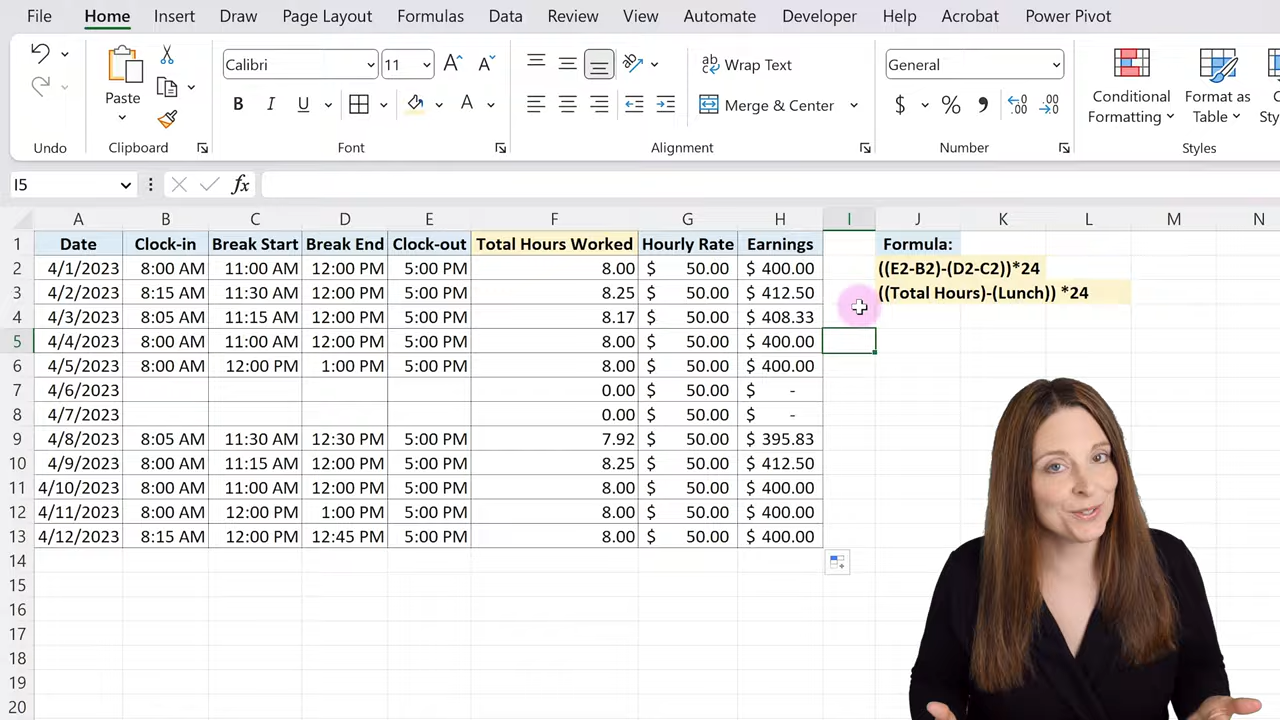 File Home Insert Draw Page Layout Formulas Data Review View Automate Developer Help Acrobat Power Pivot
Calibri 11 Wrap Text General
Paste B I U A Merge & Center $ % Conditional Formatting Format as Table
Undo Clipboard Font Alignment Number Styles
I5 fx
A B C D E F G H I J K L M N
1 Date Clock-in Break Start Break End Clock-out Total Hours Worked Hourly Rate Earnings Formula:
2 4/1/2023 8:00 AM 11:00 AM 12:00 PM 5:00 PM 8.00 $ 50.00 $ 400.00 ((E2-B2)-(D2-C2))*24
3 4/2/2023 8:15 AM 11:30 AM 12:00 PM 5:00 PM 8.25 $ 50.00 $ 412.50 ((Total Hours)-(Lunch)) *24
4 4/3/2023 8:00 AM 11:15 AM 12:00 PM 5:00 PM 8.17 $ 50.00 $ 408.33
5 4/4/2023 8:00 AM 11:00 AM 12:00 PM 5:00 PM 8.00 $ 50.00 $ 400.00
6 4/5/2023 8:00 AM 12:00 PM 1:00 PM 5:00 PM 8.00 $ 50.00 $ 400.00
7 4/6/2023 0.00 $ 50.00 $ -
8 4/7/2023 0.00 $ 50.00 $ -
9 4/8/2023 8:05 AM 11:30 AM 12:30 PM 5:00 PM 7.92 $ 50.00 $ 395.83
10 4/9/2023 8:00 AM 11:15 AM 12:00 PM 5:00 PM 8.25 $ 50.00 $ 412.50
11 4/10/2023 8:00 AM 11:00 AM 12:00 PM 5:00 PM 8.00 $ 50.00 $ 400.00
12 4/11/2023 8:00 AM 12:00 PM 1:00 PM 5:00 PM 8.00 $ 50.00 $ 400.00
13 4/12/2023 8:15 AM 12:00 PM 12:45 PM 5:00 PM 8.00 $ 50.00 $ 400.00
14
15
16
17
18
19
20